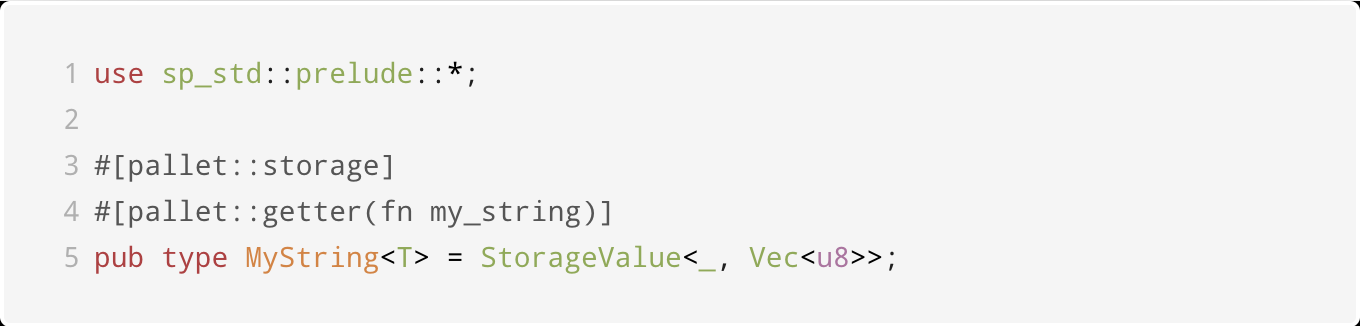 1 use sp_std::prelude::*;
2
3 #[pallet::storage]
4 #[pallet::getter(fn my_string)]
5 pub type MyString<T> = StorageValue<_, Vec<u8>>;